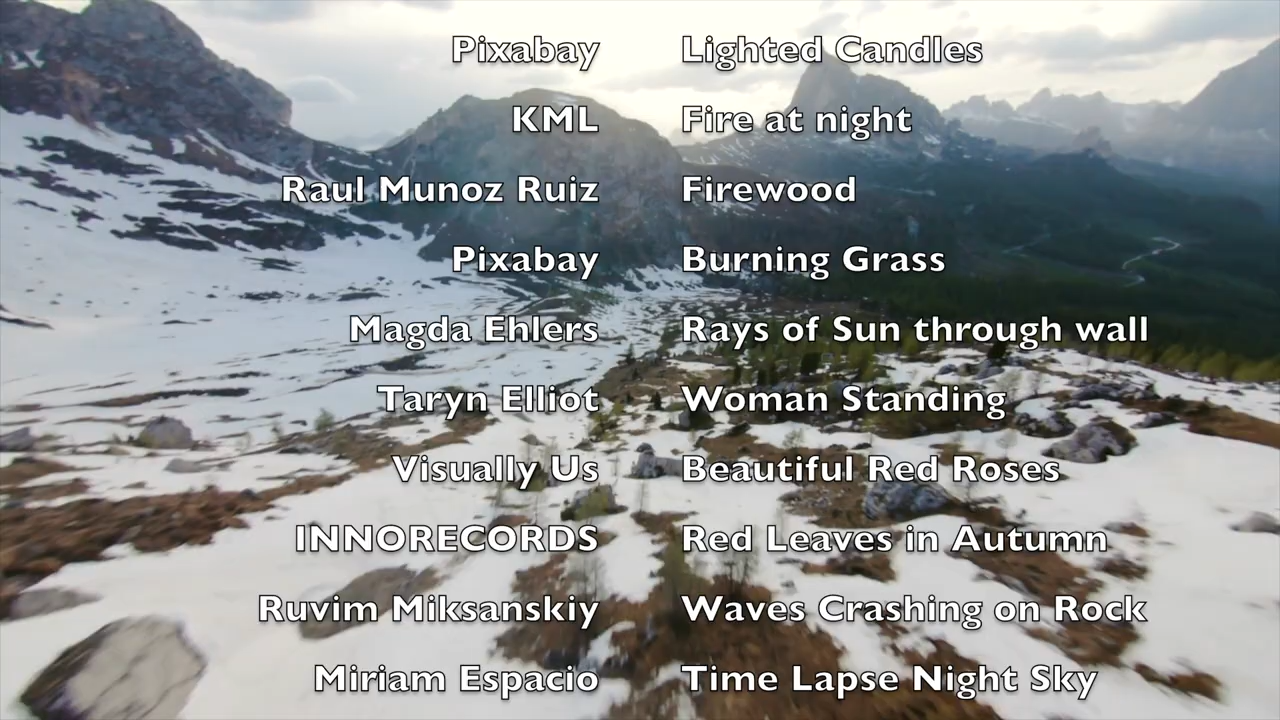 Pixabay Lighted Candles
KML Fire at night
Raul Munoz Ruiz Firewood
Pixabay Burning Grass
Magda Ehlers Rays of Sun through wall
Taryn Elliot Woman Standing
Visually Us Beautiful Red Roses
INNORECORDS Red Leaves in Autumn
Ruvim Miksanskiy Waves Crashing on Rock
Miriam Espacio Time Lapse Night Sky